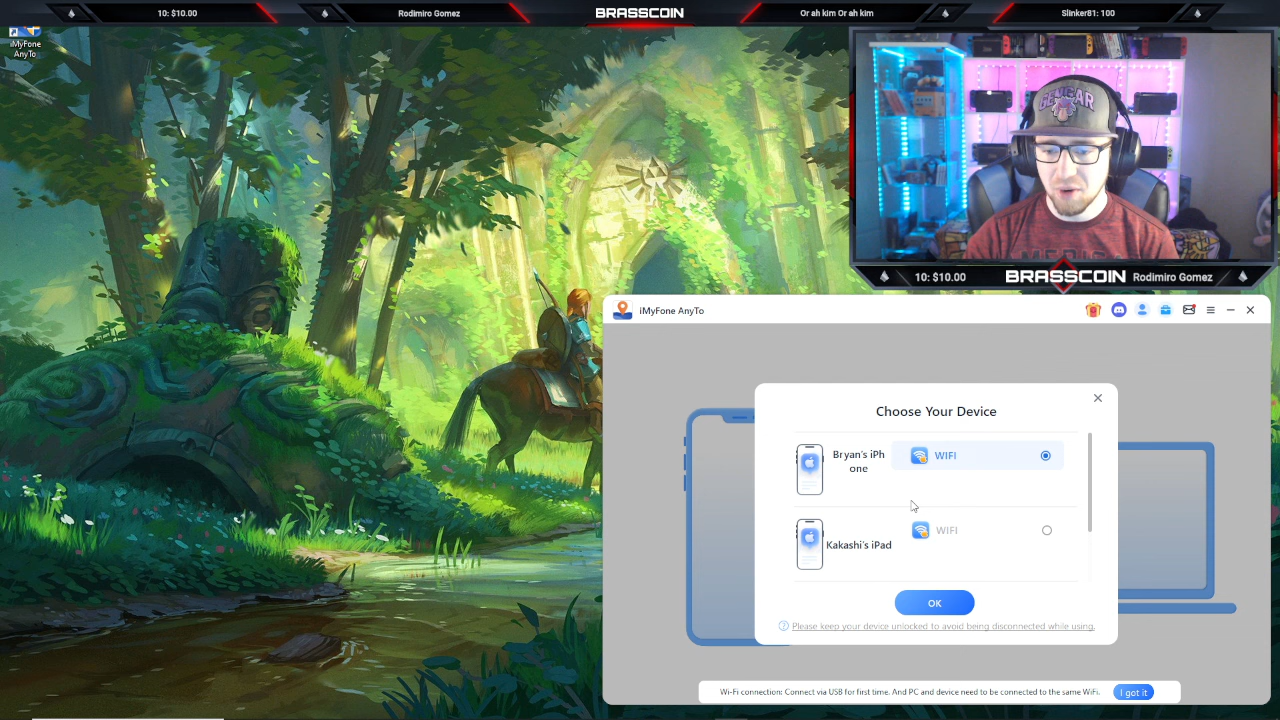 10: $10.00
Rodimiro Gomez
BRASSCOIN
Or ah kim Or ah kim
Slinker81: 100
iMyFone
AnyTo
GENGAR
10: $10.00
BRASSCOIN
Rodimiro Gomez
iMyFone AnyTo
Choose Your Device
Bryan's iPh
one
WIFI
Kakashi's iPad
WIFI
OK
Please keep your device unlocked to avoid being disconnected while using.
Wi-Fi connection: Connect via USB for first time. And PC and device need to be connected to the same WiFi.
I got it